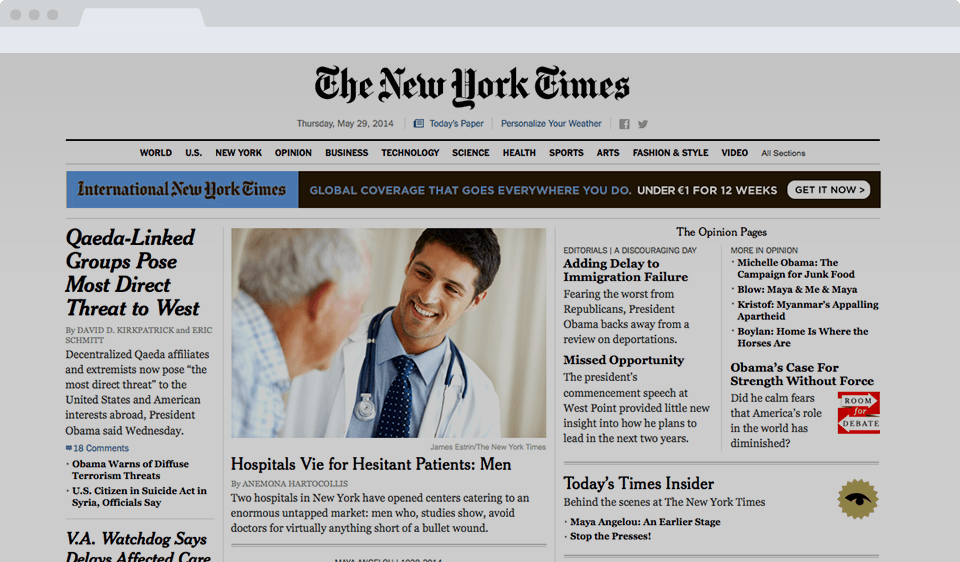 The New York Times
Thursday, May 29, 2014
Today's Paper
Personalize Your Weather
WORLD U.S. NEW YORK OPINION BUSINESS TECHNOLOGY SCIENCE HEALTH SPORTS ARTS FASHION & STYLE VIDEO All Sections
International New York Times
GLOBAL COVERAGE THAT GOES EVERYWHERE YOU DO. UNDER €1 FOR 12 WEEKS
GET IT NOW >
Qaeda-Linked
Groups Pose
Most Direct
Threat to West
By DAVID D. KIRKPATRICK and ERIC
SCHMITT
Decentralized Qaeda affiliates
and extremists now pose “the
most direct threat” to the
United States and American
interests abroad, President
Obama said Wednesday.
18 Comments
· Obama Warns of Diffuse
Terrorism Threats
· U.S. Citizen in Suicide Act in
Syria, Officials Say
V.A. Watchdog Says
Delays Affected Care
James Estrin/The New York Times
Hospitals Vie for Hesitant Patients: Men
By ANEMONA HARTOCOLLIS
Two hospitals in New York have opened centers catering to an
enormous untapped market: men who, studies show, avoid
doctors for virtually anything short of a bullet wound.
MAYA ANGELOU | 1928-2014
The Opinion Pages
EDITORIALS | A DISCOURAGING DAY
Adding Delay to
Immigration Failure
Fearing the worst from
Republicans, President
Obama backs away from a
review on deportations.
Missed Opportunity
The president’s
commencement speech at
West Point provided little new
insight into how he plans to
lead in the next two years.
MORE IN OPINION
· Michelle Obama: The
Campaign for Junk Food
· Blow: Maya & Me & Maya
· Kristof: Myanmar’s Appalling
Apartheid
· Boylan: Home Is Where the
Horses Are
Obama’s Case For
Strength Without Force
Did he calm fears
that America’s role
in the world has
diminished?
ROOM
for
DEBATE
Today’s Times Insider
Behind the scenes at The New York Times
· Maya Angelou: An Earlier Stage
· Stop the Presses!